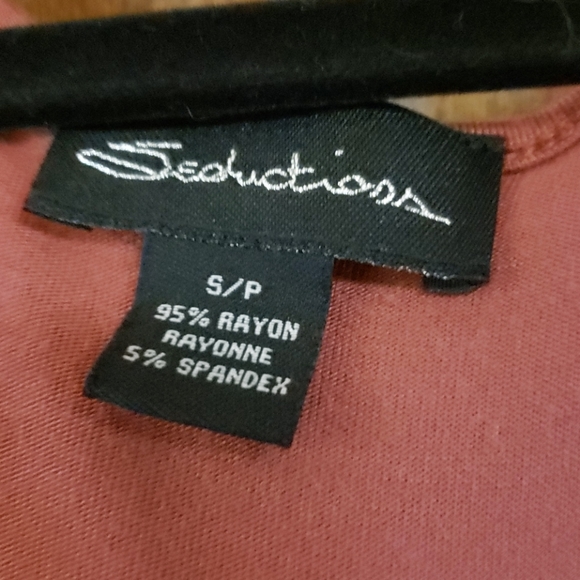 Seductions
S/P
95% RAYON
RAYONNE
5% SPANDEX